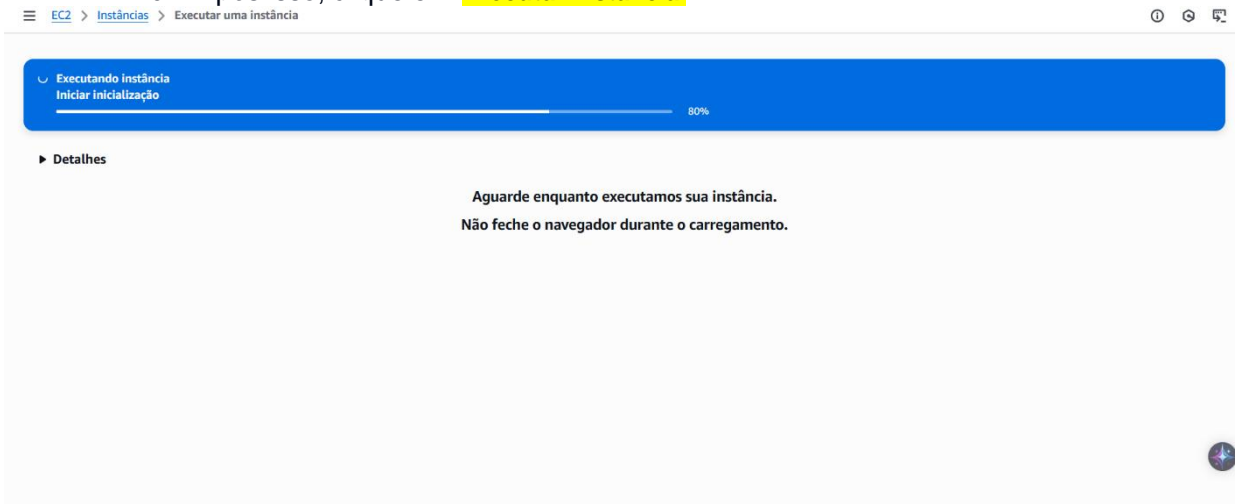 EC2 > Instâncias > Executar uma instância
Executando instância
Iniciar inicialização
80%
Detalhes
Aguarde enquanto executamos sua instância.
Não feche o navegador durante o carregamento.